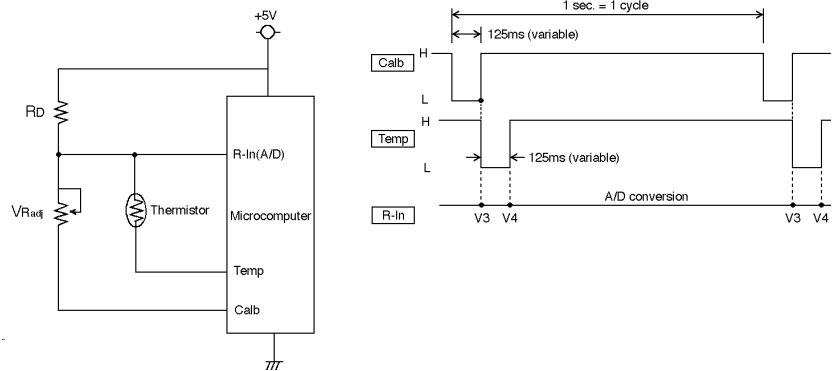 +5V
RD
R-In(A/D)
VRadj
Thermistor
Microcomputer
Temp
Calb
1 sec. = 1 cycle
125ms (variable)
Calb
H
L
H
Temp
125ms (variable)
L
A/D conversion
R-In
V3
V4
V3
V4